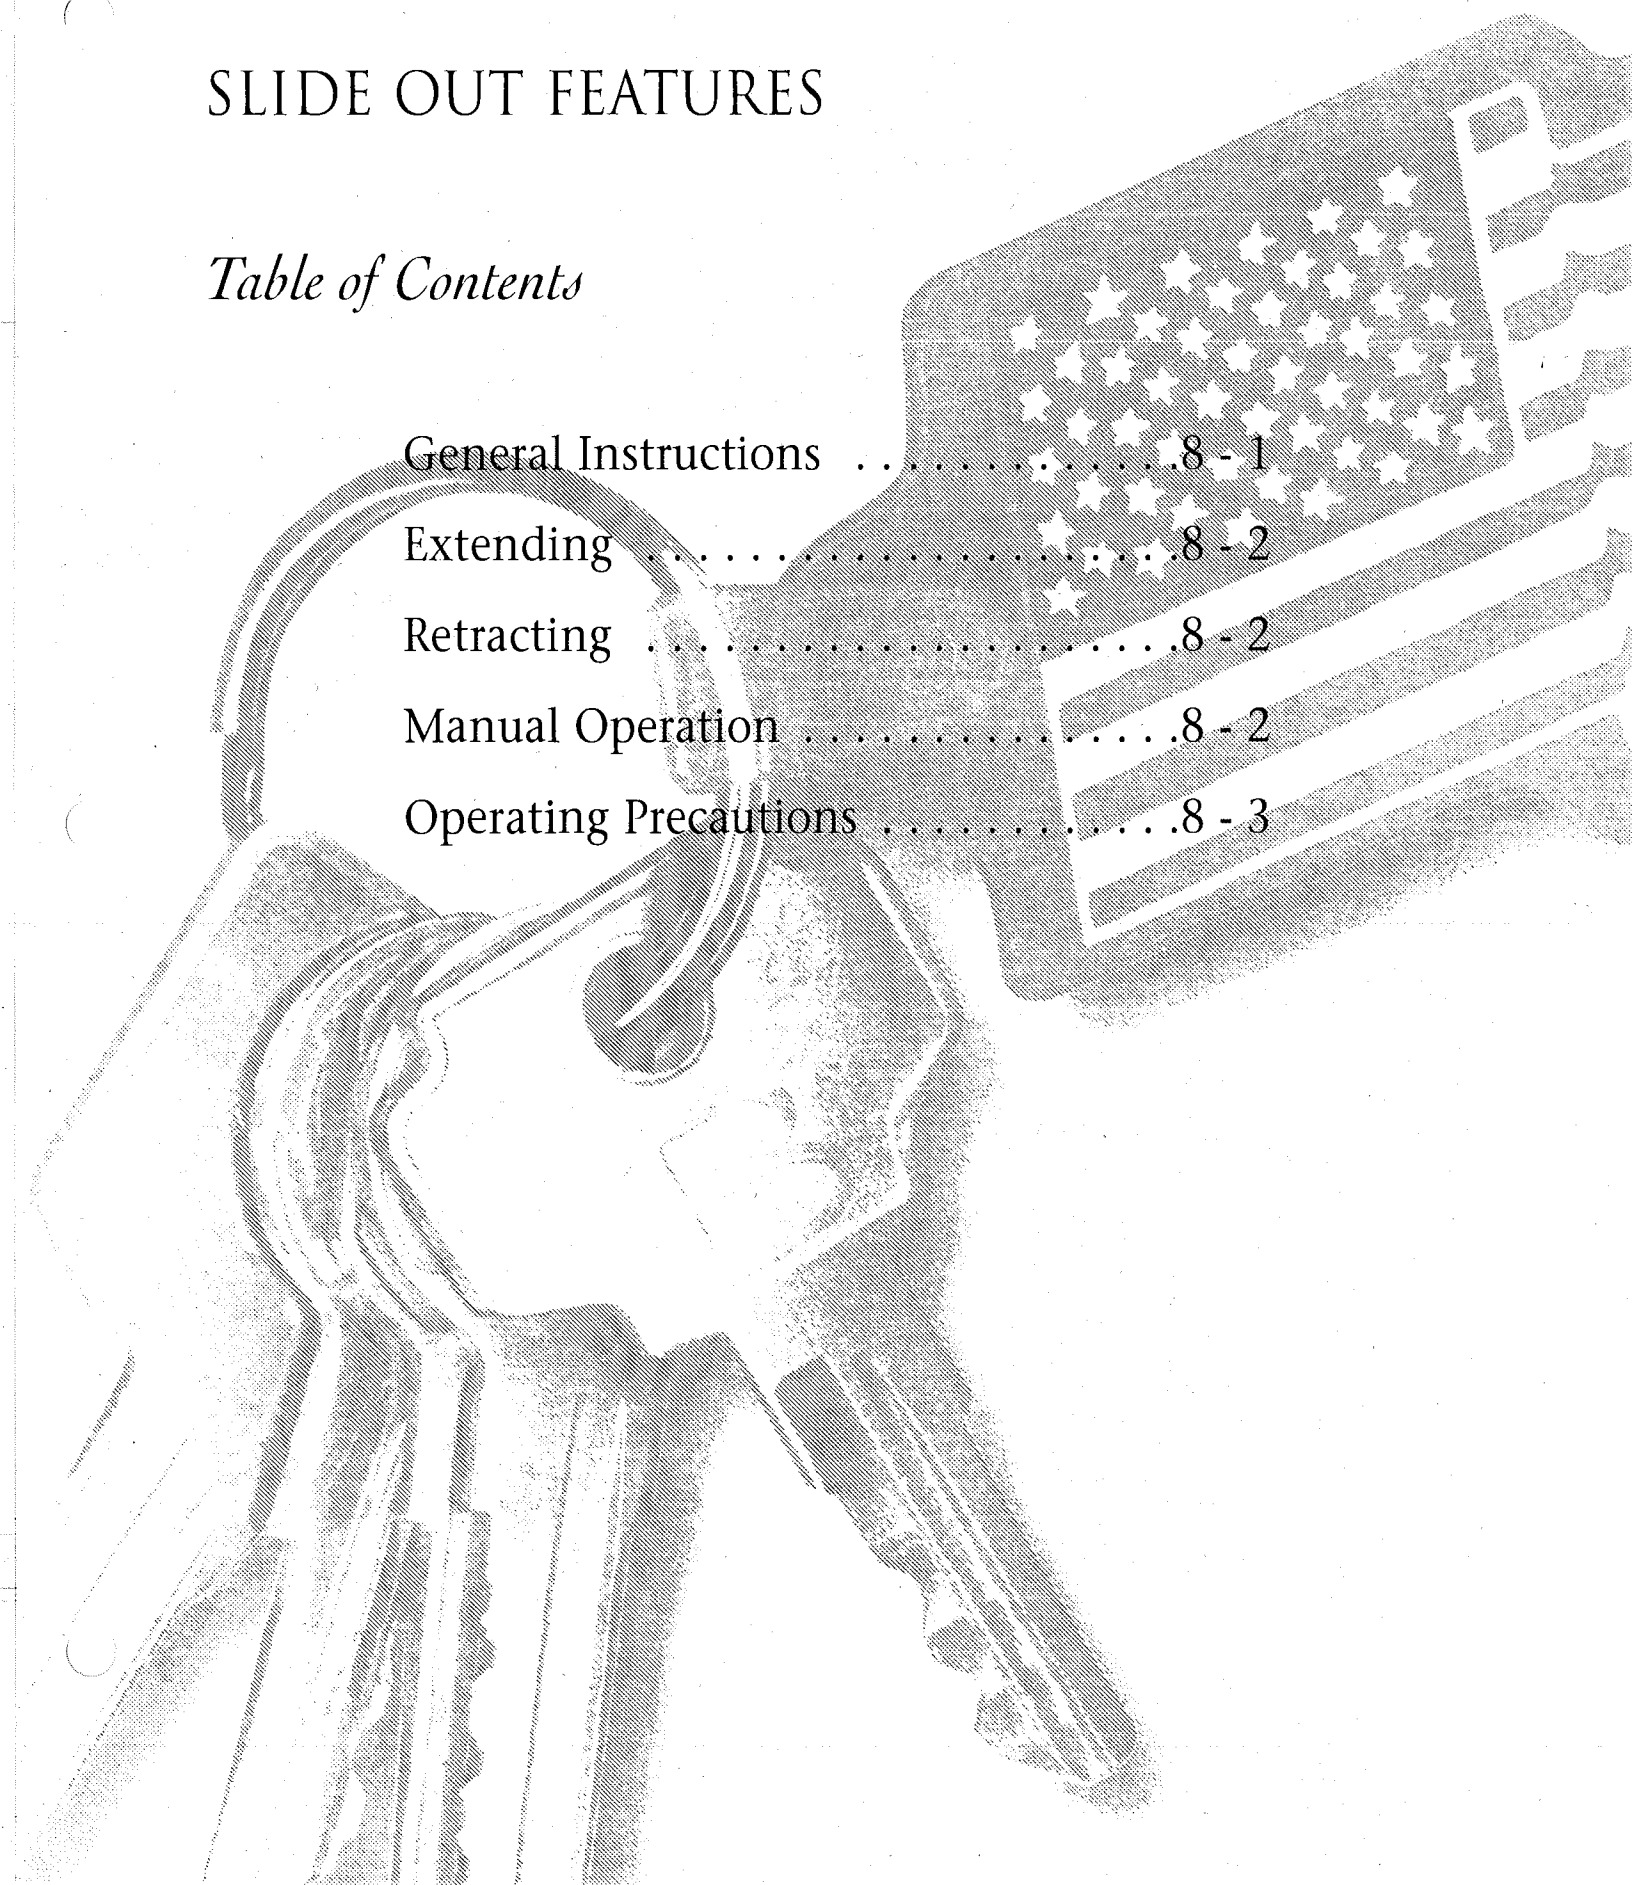 SLIDE OUT FEATURES
Table of Contents
General Instructions . . . . . . . . . . . . .8 - 1
Extending . . . . . . . . . . . . . . . . . . . . .8 - 2
Retracting . . . . . . . . . . . . . . . . . . . . .8 - 2
Manual Operation . . . . . . . . . . . . . . .8 - 2
Operating Precautions . . . . . . . . . . . .8 - 3